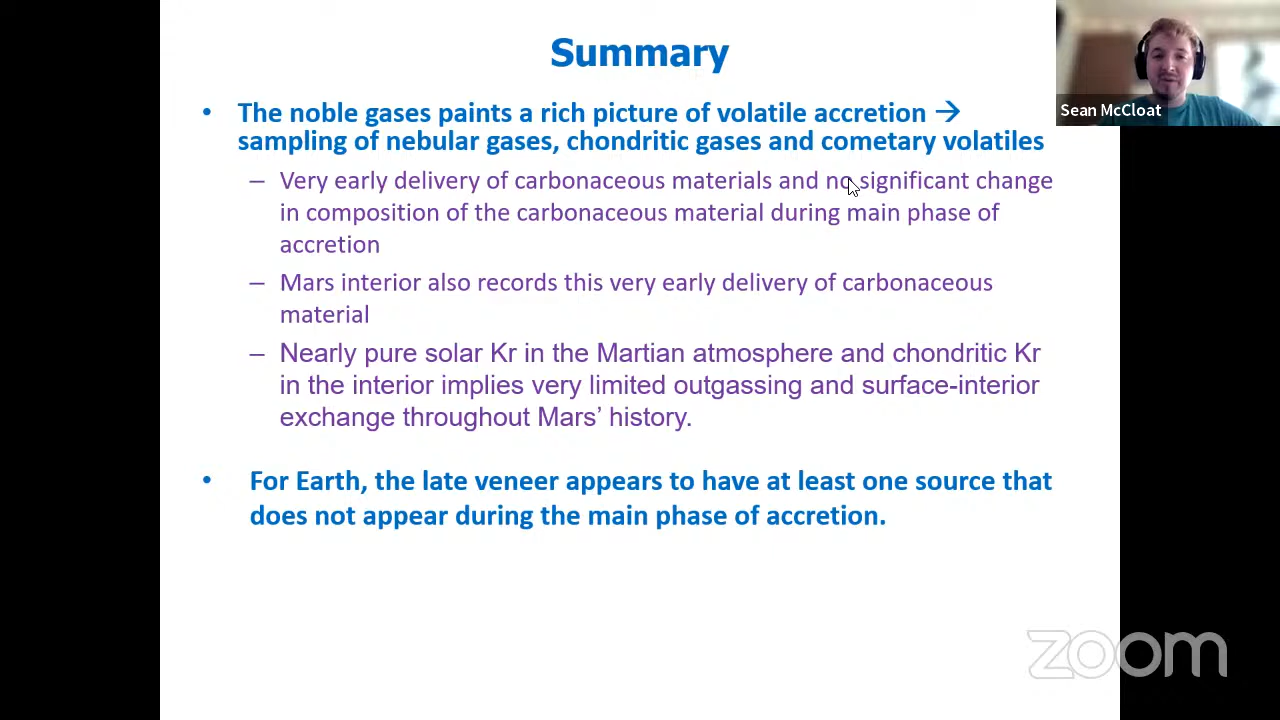 Summary
• The noble gases paints a rich picture of volatile accretion →
sampling of nebular gases, chondritic gases and cometary volatiles
– Very early delivery of carbonaceous materials and no significant change
in composition of the carbonaceous material during main phase of
accretion
– Mars interior also records this very early delivery of carbonaceous
material
– Nearly pure solar Kr in the Martian atmosphere and chondritic Kr
in the interior implies very limited outgassing and surface-interior
exchange throughout Mars’ history.
• For Earth, the late veneer appears to have at least one source that
does not appear during the main phase of accretion.
Sean McCloat
zoom